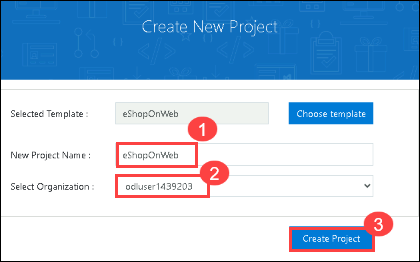 Create New Project
Selected Template :
eShopOnWeb
Choose template
1
New Project Name :
eShopOnWeb
2
Select Organization :
odluser1439203
3
Create Project